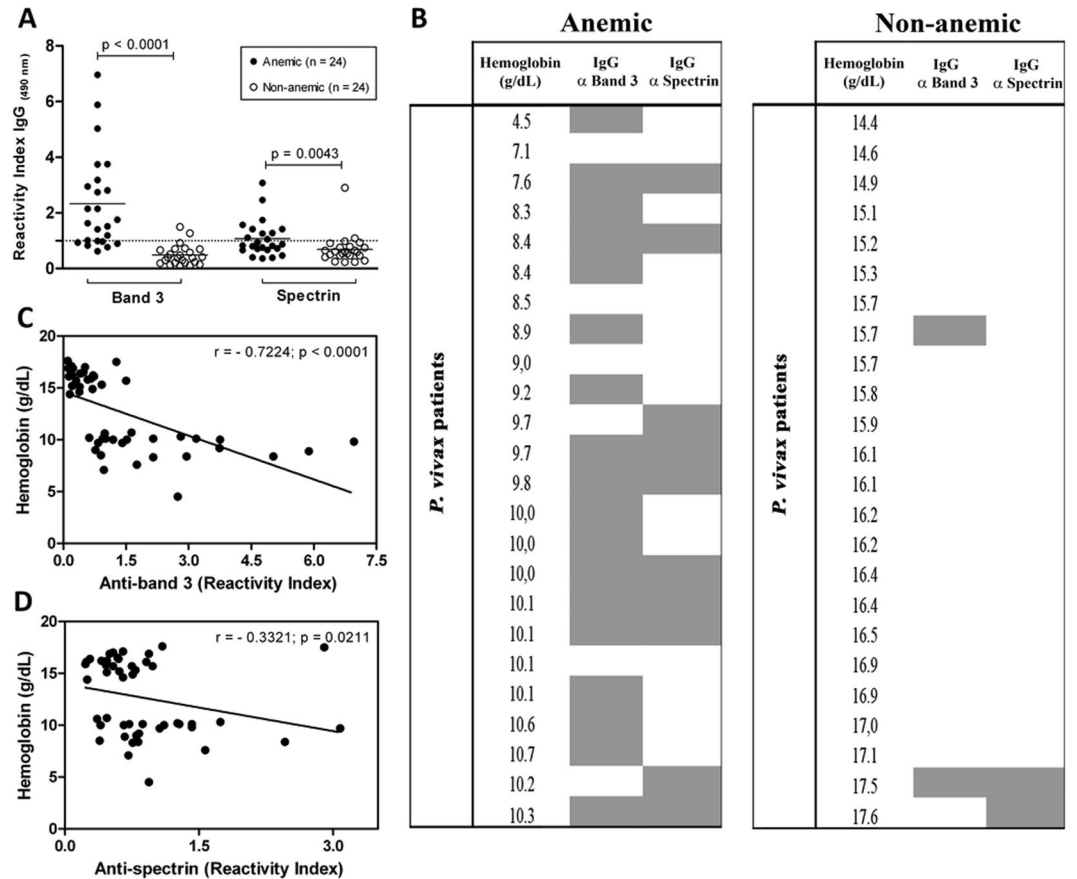 A
p < 0.0001
p = 0.0043
Anemic (n = 24)
Non-anemic (n = 24)
Reactivity Index IgG (490 nm)
8
6
4
2
0
Band 3
Spectrin
B
Anemic
Hemoglobin (g/dL)
IgG α Band 3
IgG α Spectrin
P. vivax patients
4.5
7.1
7.6
8.3
8.4
8.4
8.5
8.9
9,0
9.2
9.7
9.7
9.8
10,0
10,0
10,0
10.1
10.1
10.1
10.1
10.6
10.7
10.2
10.3
Non-anemic
Hemoglobin (g/dL)
IgG α Band 3
IgG α Spectrin
P. vivax patients
14.4
14.6
14.9
15.1
15.2
15.3
15.7
15.7
15.7
15.8
15.9
16.1
16.1
16.2
16.2
16.4
16.4
16.5
16.9
16.9
17,0
17.1
17.5
17.6
C
r = - 0.7224; p < 0.0001
Hemoglobin (g/dL)
20
15
10
5
0
0.0 1.5 3.0 4.5 6.0 7.5
Anti-band 3 (Reactivity Index)
D
r = - 0.3321; p = 0.0211
Hemoglobin (g/dL)
20
15
10
5
0
0.0 1.5 3.0
Anti-spectrin (Reactivity Index)